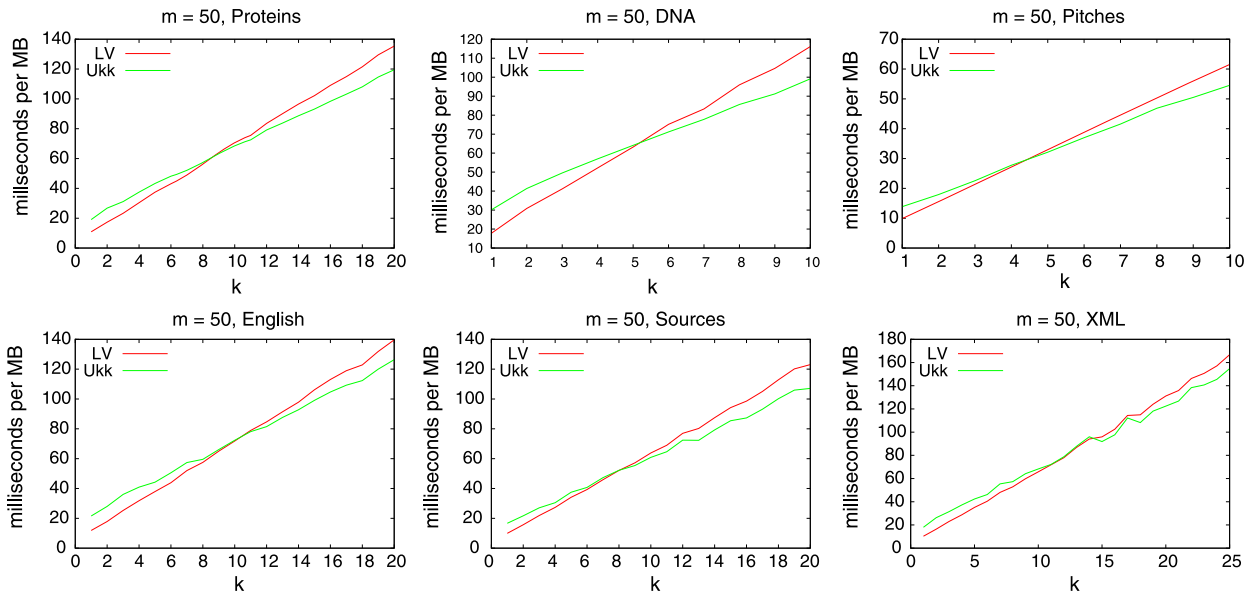 m = 50, Proteins
milliseconds per MB
140
120
100
80
60
40
20
0
LV
Ukk
0 2 4 6 8 10 12 14 16 18 20
k
m = 50, DNA
milliseconds per MB
120
110
100
90
80
70
60
50
40
30
20
10
LV
Ukk
1 2 3 4 5 6 7 8 9 10
k
m = 50, Pitches
millseconds per MB
70
60
50
40
30
20
10
0
LV
Ukk
1 2 3 4 5 6 7 8 9 10
k
m = 50, English
milliseconds per MB
140
120
100
80
60
40
20
0
LV
Ukk
0 2 4 6 8 10 12 14 16 18 20
k
m = 50, Sources
milliseconds per MB
140
120
100
80
60
40
20
0
LV
Ukk
0 2 4 6 8 10 12 14 16 18 20
k
m = 50, XML
milliseconds per MB
180
160
140
120
100
80
60
40
20
0
LV
Ukk
0 5 10 15 20 25
k